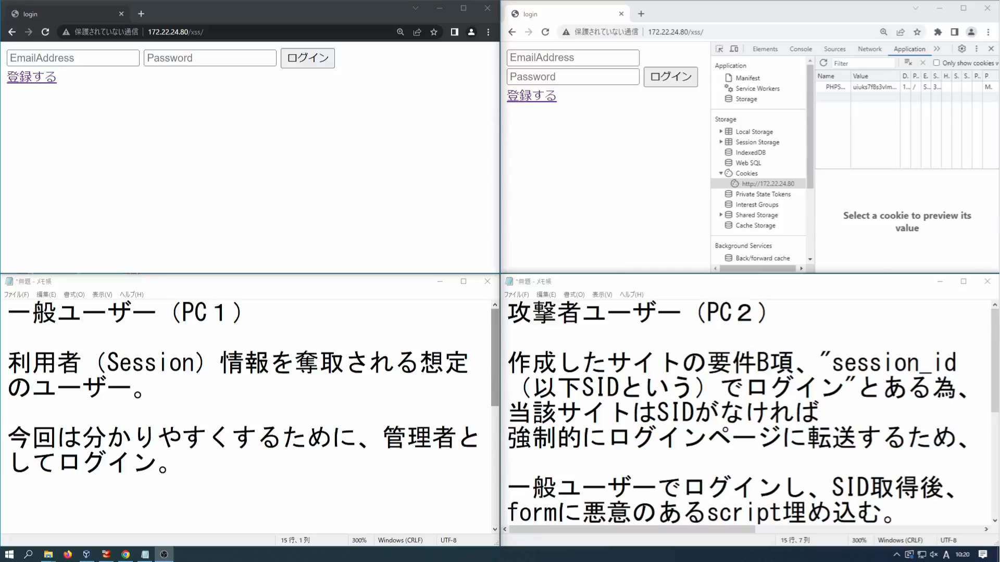 login
保護されていない通信
172.22.24.80/xss/
EmailAddress
Password
ログイン
登録する
login
保護されていない通信
172.22.24.80/xss/
EmailAddress
Password
ログイン
登録する
Elements
Console
Sources
Network
Application
Application
Manifest
Service Workers
Storage
Storage
Local Storage
Session Storage
IndexedDB
Web SQL
Cookies
http://172.22.24.80
Private State Tokens
Interest Groups
Shared Storage
Cache Storage
Background Services
Back/forward cache
Filter
Only show cookies w
Name Value D. P.. E. S.. H. S. S.. P.. P.
PHPS... uiuks7f8s3vlm... 1... / S... 3... M.
Select a cookie to preview its
value
*無題 - メモ帳
ファイル(F) 編集(E) 書式(O) 表示(V) ヘルプ(H)
一般ユーザー（PC１）
利用者（Session）情報を奪取される想定
のユーザー。
今回は分かりやすくするために、管理者と
してログイン。
15 行、1 列
300%
Windows (CRLF)
UTF-8
*無題 - メモ帳
ファイル(F) 編集(E) 書式(O) 表示(V) ヘルプ(H)
攻撃者ユーザー（PC２）
作成したサイトの要件B項、"session_id
（以下SIDという）でログイン"とある為、
当該サイトはSIDがなければ
強制的にログインページに転送するため、
一般ユーザーでログインし、SID取得後、
formに悪意のあるscript埋め込む。
15 行、7 列
300%
Windows (CRLF)
UTF-8
A
10:20